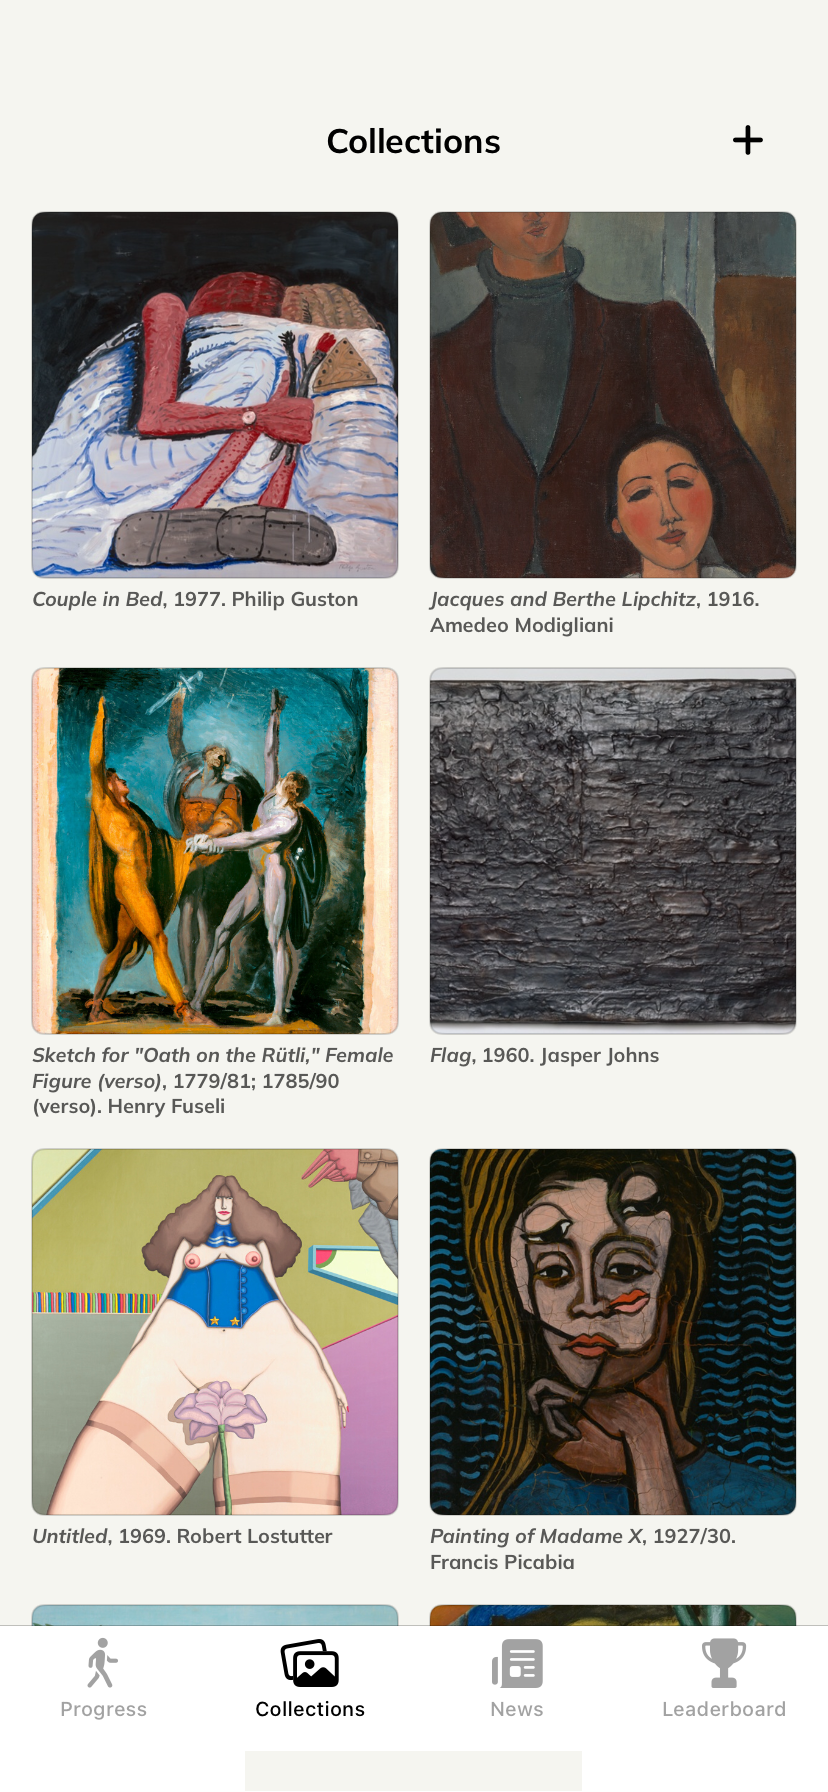 Collections
Couple in Bed, 1977. Philip Guston
Jacques and Berthe Lipchitz, 1916.
Amedeo Modigliani
Sketch for "Oath on the Rütli," Female
Figure (verso), 1779/81; 1785/90
(verso). Henry Fuseli
Flag, 1960. Jasper Johns
Untitled, 1969. Robert Lostutter
Painting of Madame X, 1927/30.
Francis Picabia
Progress
Collections
News
Leaderboard